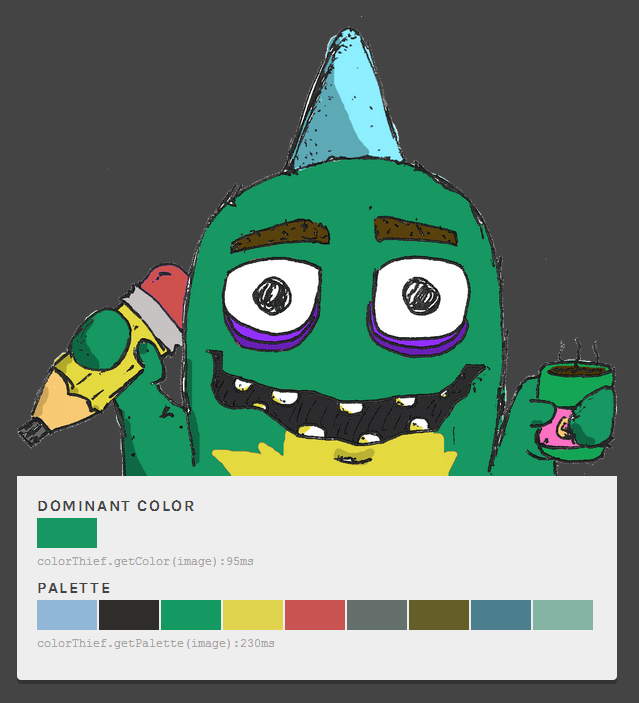 DOMINANT COLOR
colorThief.getColor(image):95ms
PALETTE
colorThief.getPalette(image):230ms